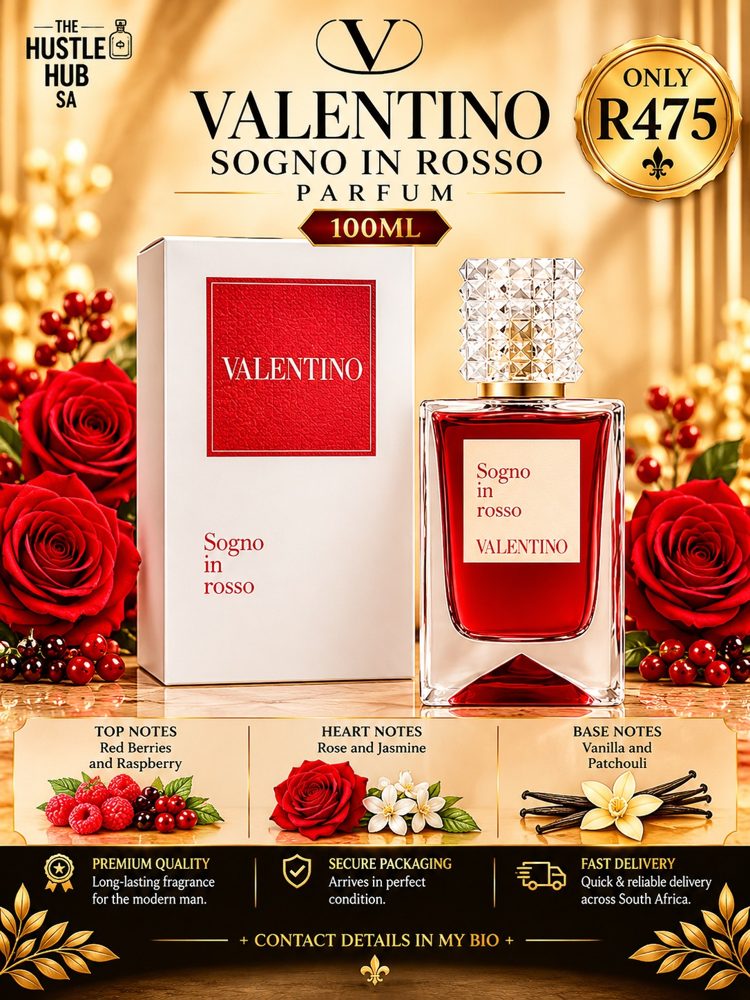 THE
HUSTLE
HUB
SA
V
VALENTINO
SOGNO IN ROSSO
PARFUM
100ML
ONLY
R475
VALENTINO
Sogno
in
rosso
Sogno
in
rosso
VALENTINO
TOP NOTES
Red Berries
and Raspberry
HEART NOTES
Rose and Jasmine
BASE NOTES
Vanilla and
Patchouli
PREMIUM QUALITY
Long-lasting fragrance
for the modern man.
SECURE PACKAGING
Arrives in perfect
condition.
FAST DELIVERY
Quick & reliable delivery
across South Africa.
+ CONTACT DETAILS IN MY BIO +